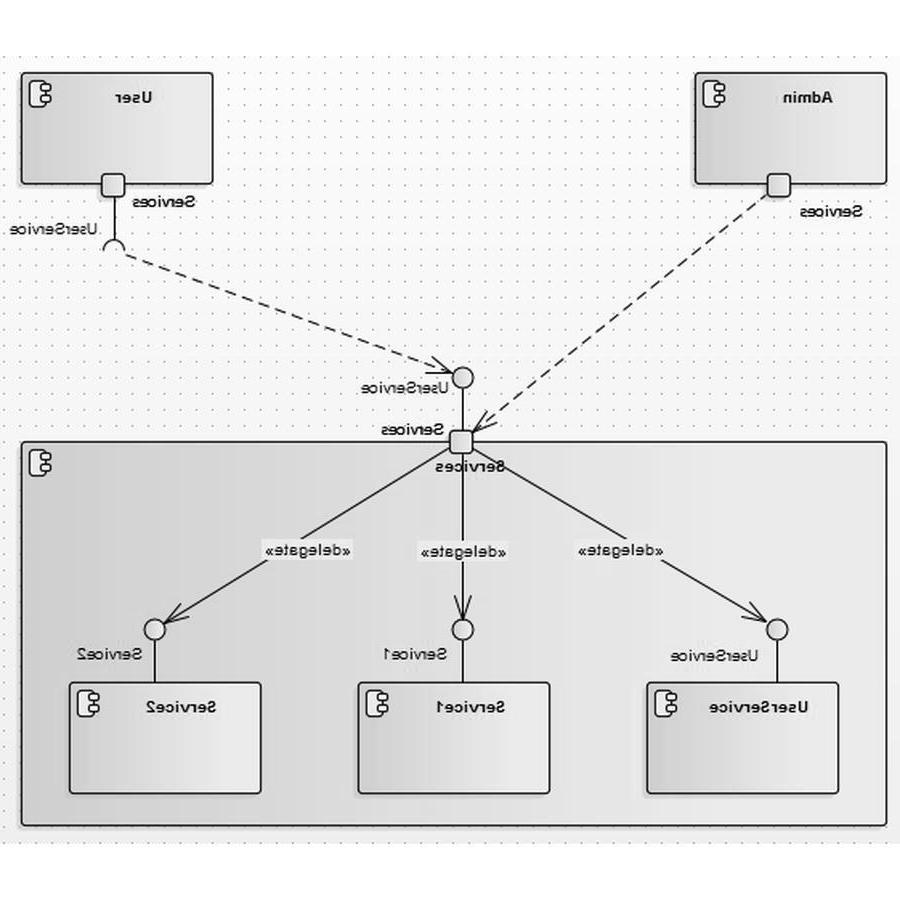 User
Admin
Services
Services
UserService
UserService
Services
Services
«delegate»
«delegate»
«delegate»
Service2
Service1
UserService
Service2
Service1
UserService